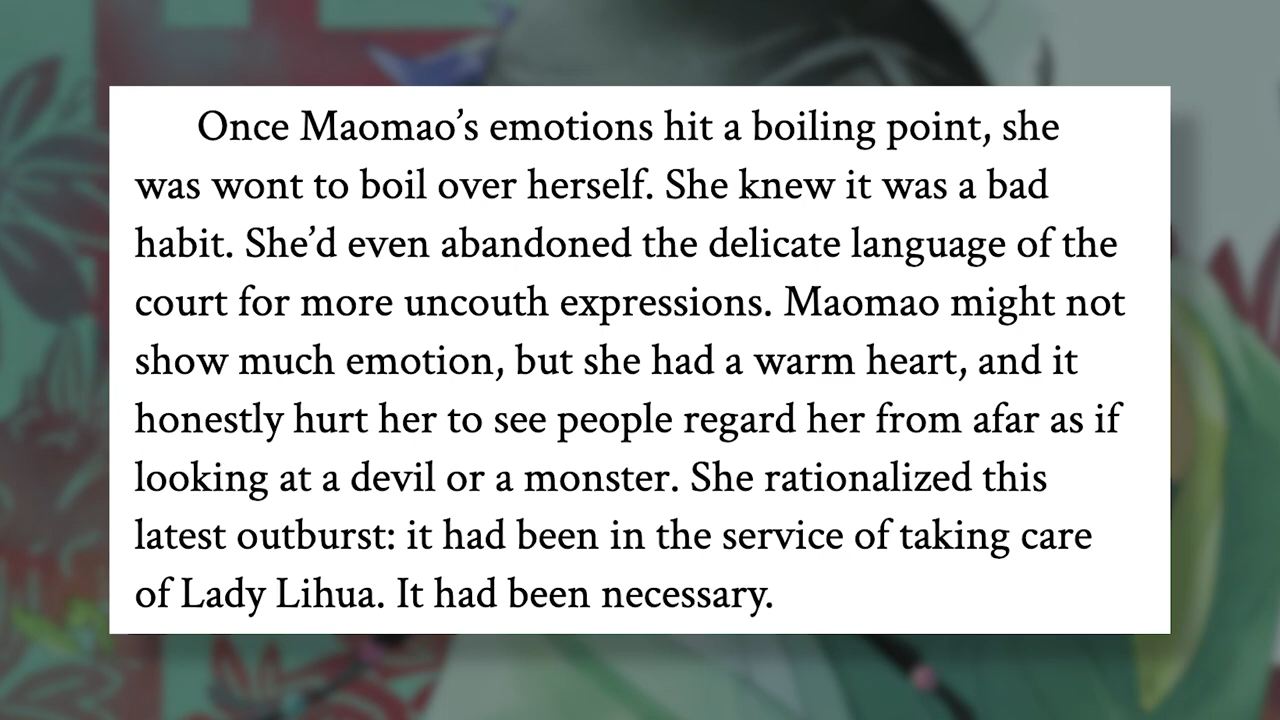 Once Maomao’s emotions hit a boiling point, she
was wont to boil over herself. She knew it was a bad
habit. She’d even abandoned the delicate language of the
court for more uncouth expressions. Maomao might not
show much emotion, but she had a warm heart, and it
honestly hurt her to see people regard her from afar as if
looking at a devil or a monster. She rationalized this
latest outburst: it had been in the service of taking care
of Lady Lihua. It had been necessary.